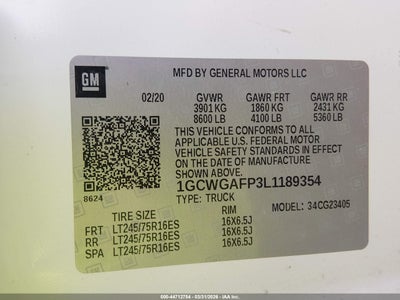 GM
MFD BY GENERAL MOTORS LLC
02/20 GVWR GAWR FRT GAWR RR
3901 KG 1860 KG 2431 KG
8600 LB 4100 LB 5360 LB
THIS VEHICLE CONFORMS TO ALL
APPLICABLE U.S. FEDERAL MOTOR
VEHICLE SAFETY STANDARDS IN
EFFECT ON THE DATE OF
MANUFACTURE SHOWN ABOVE.
1GCWGAFP3L1189354
8624
TYPE: TRUCK MODEL: 34CG23405
TIRE SIZE RIM
FRT LT245/75R16ES 16X6.5J
RR LT245/75R16ES 16X6.5J
SPA LT245/75R16ES 16X6.5J